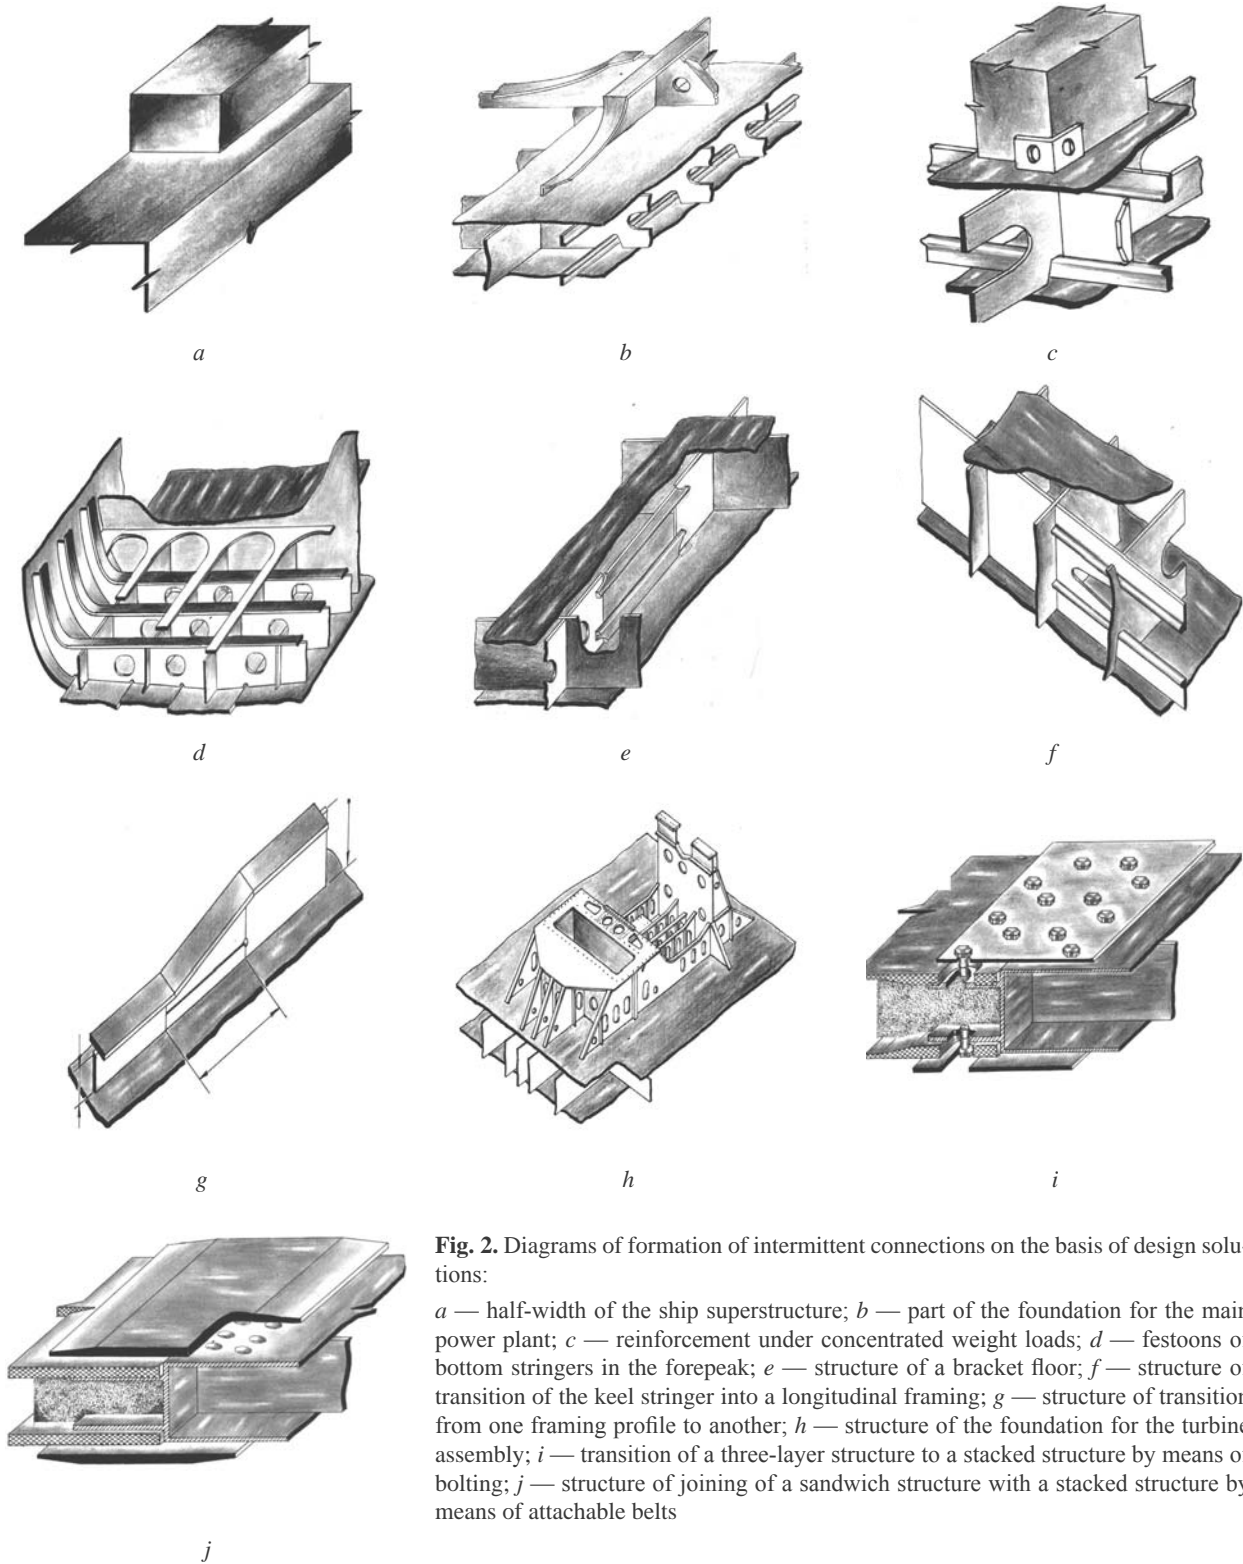 a
b
c
d
e
f
g
h
i
Fig. 2. Diagrams of formation of intermittent connections on the basis of design solu-
tions:
a — half-width of the ship superstructure; b — part of the foundation for the main
power plant; c — reinforcement under concentrated weight loads; d — festoons o
bottom stringers in the forepeak; e — structure of a bracket floor; f — structure o
transition of the keel stringer into a longitudinal framing; g — structure of transition
from one framing profile to another; h — structure of the foundation for the turbine
assembly; i — transition of a three-layer structure to a stacked structure by means o
bolting; j — structure of joining of a sandwich structure with a stacked structure by
means of attachable belts
j